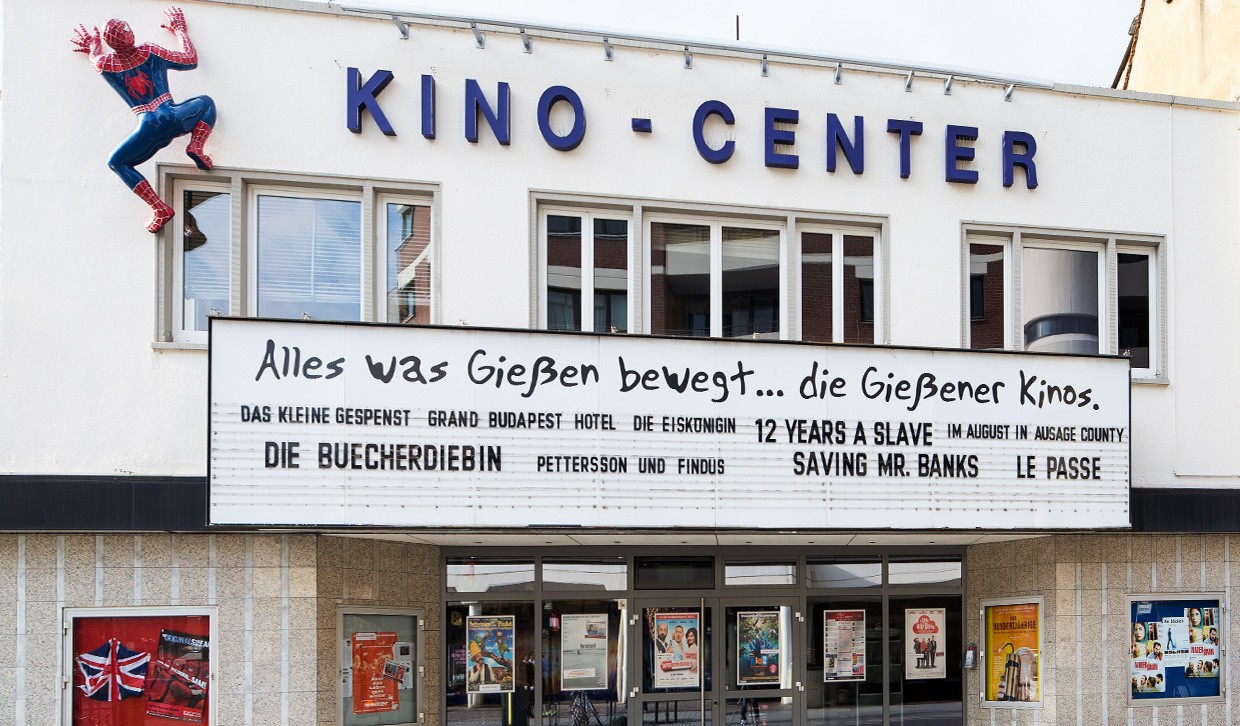 KINO - CENTER
Alles was Gießen bewegt... die Gießener Kinos.
DAS KLEINE GESPENST GRAND BUDAPEST HOTEL DIE EISKÖNIGIN 12 YEARS A SLAVE IM AUGUST IN AUSAGE COUNTY
DIE BUECHERDIEBIN PETTERSSON UND FINDUS SAVING MR. BANKS LE PASSE